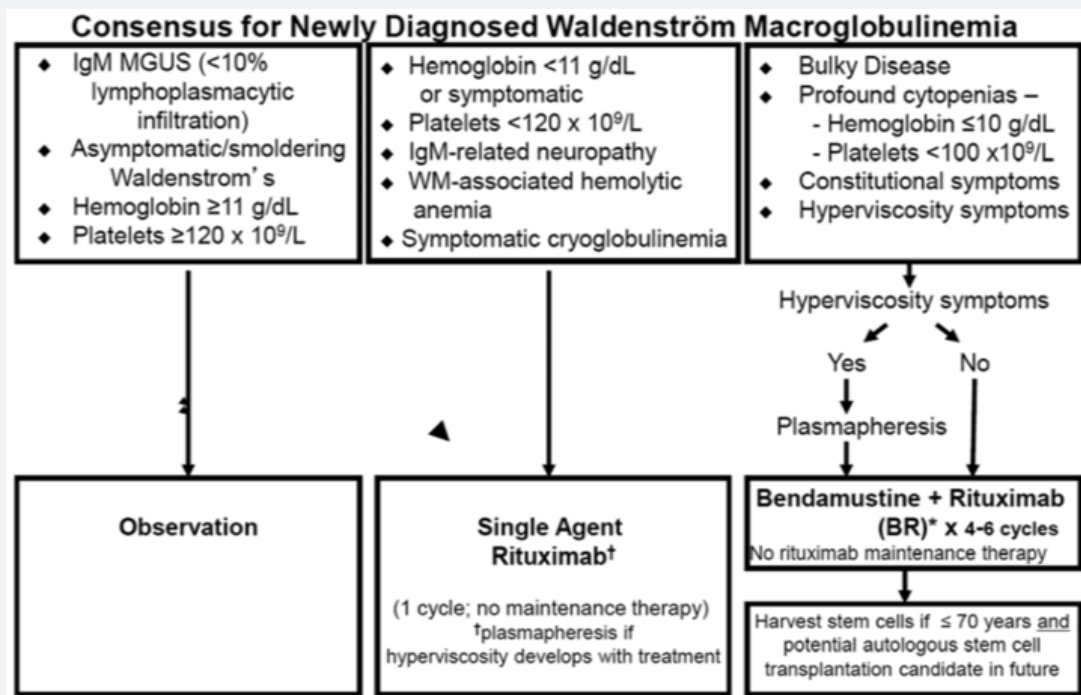 Consensus for Newly Diagnosed Waldenström Macroglobulinemia
◆ IgM MGUS (<10%
lymphoplasmacytic
infiltration)
◆ Asymptomatic/smoldering
Waldenstrom's
◆ Hemoglobin ≥11 g/dL
◆ Platelets ≥120 x 10⁹/L
◆ Hemoglobin <11 g/dL
or symptomatic
◆ Platelets <120 x 10⁹/L
◆ IgM-related neuropathy
◆ WM-associated hemolytic
anemia
◆ Symptomatic cryoglobulinemia
◆ Bulky Disease
◆ Profound cytopenias –
- Hemoglobin ≤10 g/dL
- Platelets <100 x10⁹/L
◆ Constitutional symptoms
◆ Hyperviscosity symptoms
Hyperviscosity symptoms
Yes
No
Plasmapheresis
Observation
Single Agent
Rituximab†
(1 cycle; no maintenance therapy)
†plasmapheresis if
hyperviscosity develops with treatment
Bendamustine + Rituximab
(BR)* x 4-6 cycles
No rituximab maintenance therapy
Harvest stem cells if ≤ 70 years and
potential autologous stem cell
transplantation candidate in future